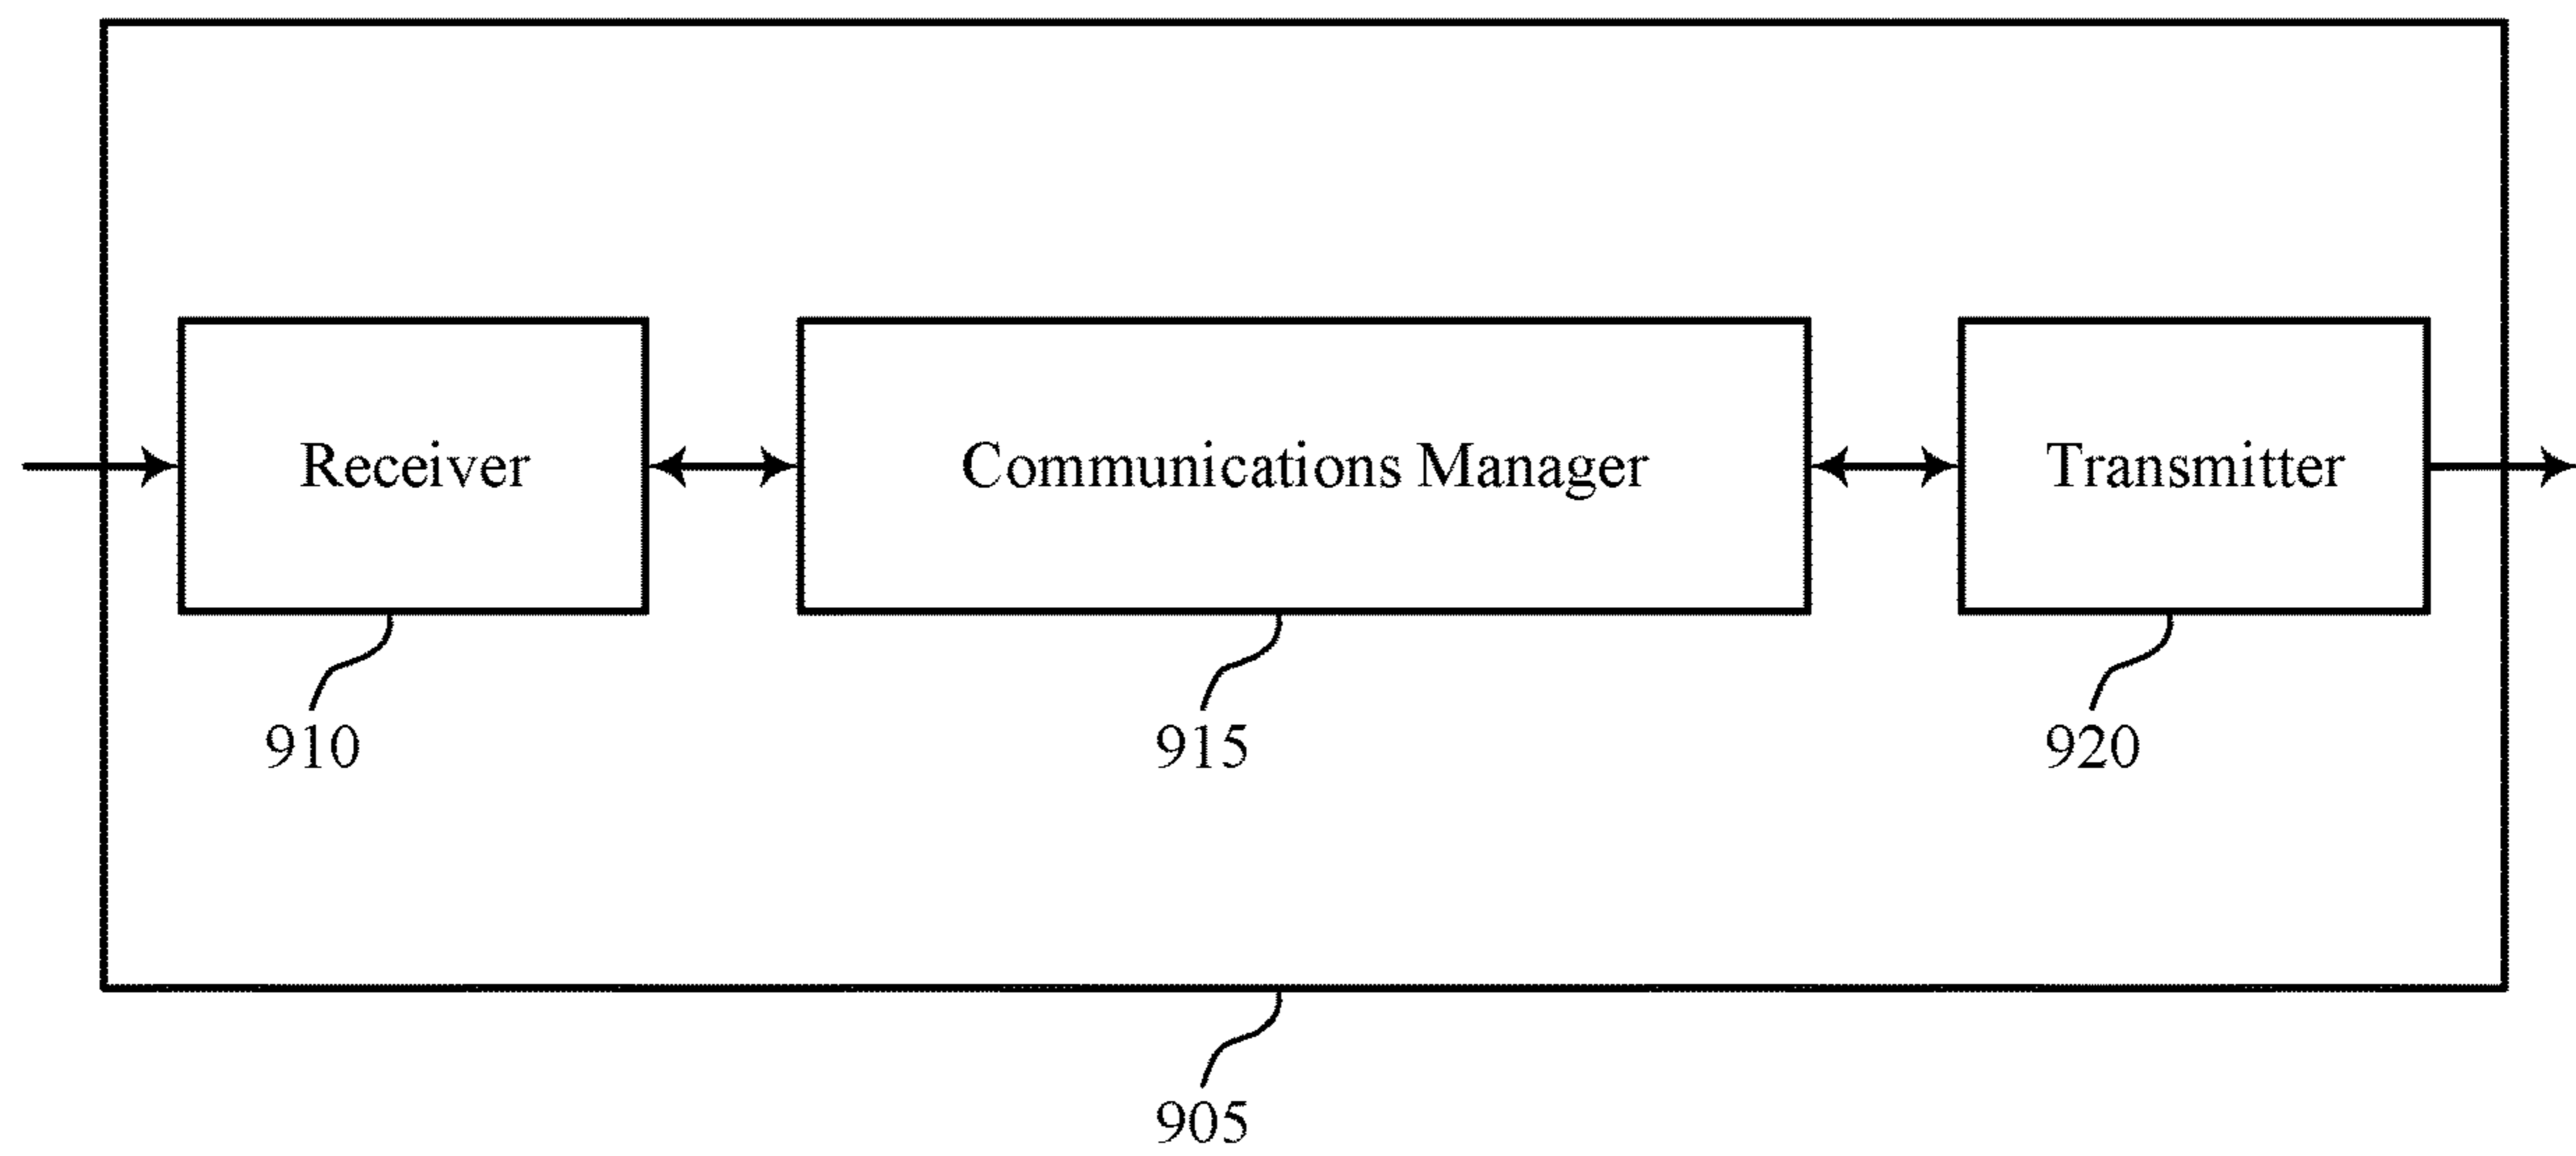 Receiver
Communications Manager
Transmitter
910
915
920
905